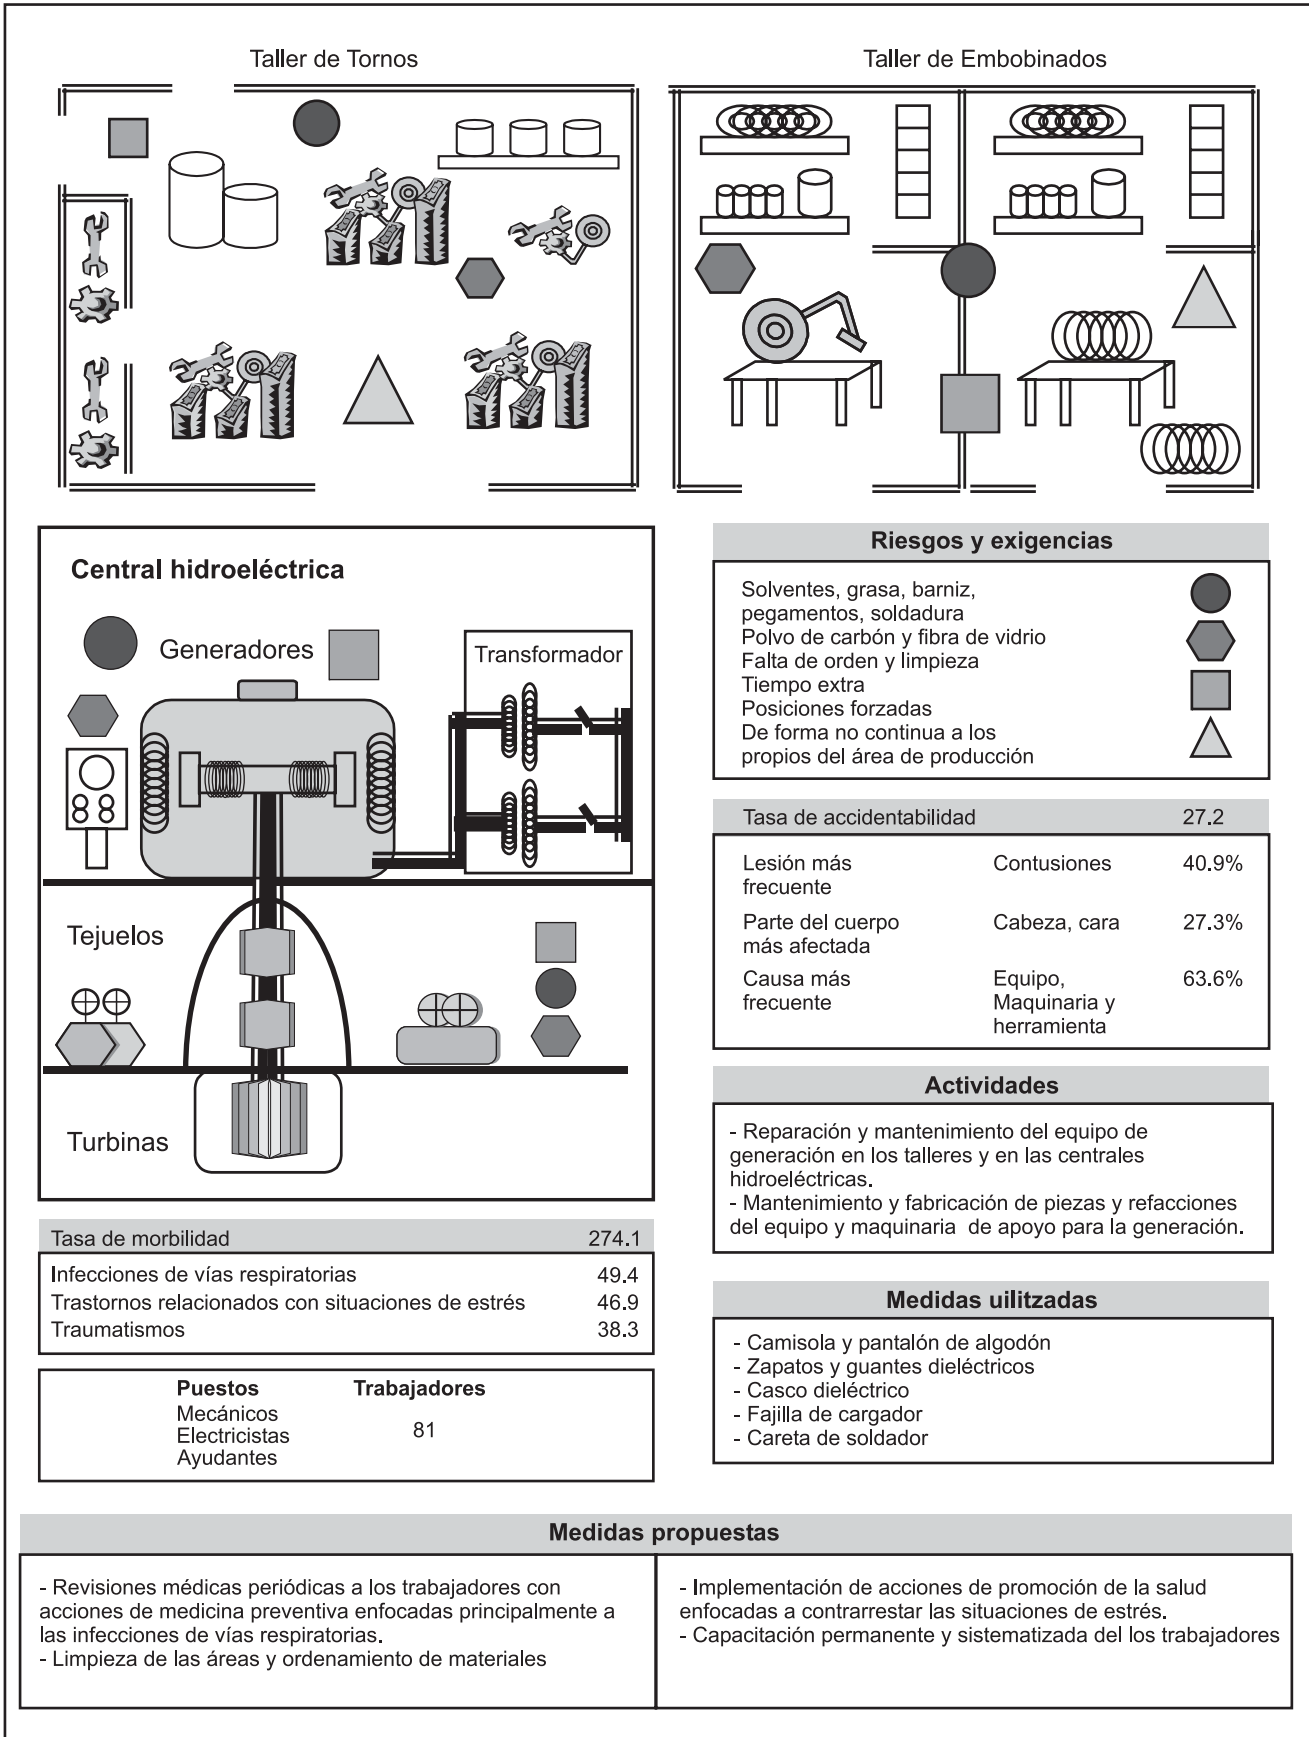 Taller de Tornos
Taller de Embobinados
Central hidroeléctrica
Generadores
Transformador
Tejuelos
Turbinas
Riesgos y exigencias
Solventes, grasa, barniz,
pegamentos, soldadura
Polvo de carbón y fibra de vidrio
Falta de orden y limpieza
Tiempo extra
Posiciones forzadas
De forma no continua a los
propios del área de producción
Tasa de accidentabilidad 27.2
Lesión más Contusiones 40.9%
frecuente
Parte del cuerpo Cabeza, cara 27.3%
más afectada
Causa más Equipo, 63.6%
frecuente Maquinaria y
herramienta
Actividades
- Reparación y mantenimiento del equipo de
generación en los talleres y en las centrales
hidroeléctricas.
- Mantenimiento y fabricación de piezas y refacciones
del equipo y maquinaria de apoyo para la generación.
Tasa de morbilidad 274.1
Infecciones de vías respiratorias 49.4
Trastornos relacionados con situaciones de estrés 46.9
Traumatismos 38.3
Puestos Trabajadores
Mecánicos
Electricistas 81
Ayudantes
Medidas uilitzadas
- Camisola y pantalón de algodón
- Zapatos y guantes dieléctricos
- Casco dieléctrico
- Fajilla de cargador
- Careta de soldador
Medidas propuestas
- Revisiones médicas periódicas a los trabajadores con
acciones de medicina preventiva enfocadas principalmente a
las infecciones de vías respiratorias.
- Limpieza de las áreas y ordenamiento de materiales
- Implementación de acciones de promoción de la salud
enfocadas a contrarrestar las situaciones de estrés.
- Capacitación permanente y sistematizada del los trabajadores